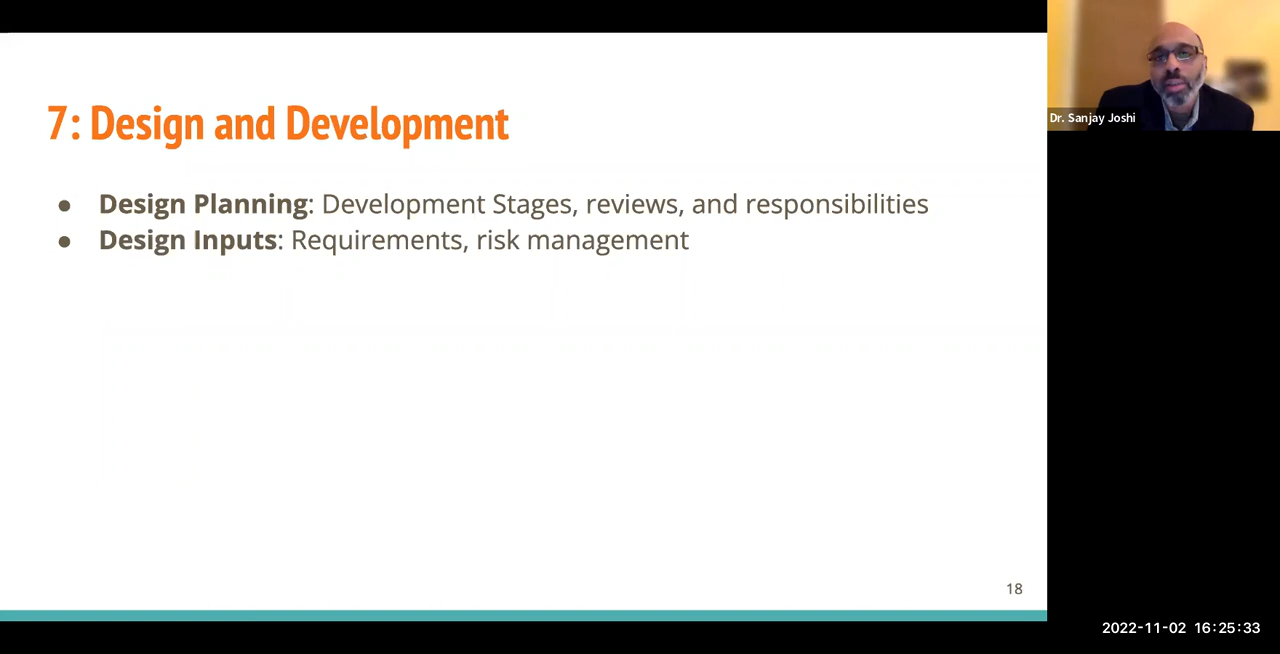 7: Design and Development
● Design Planning: Development Stages, reviews, and responsibilities
● Design Inputs: Requirements, risk management
18
Dr. Sanjay Joshi
2022-11-02 16:25:33